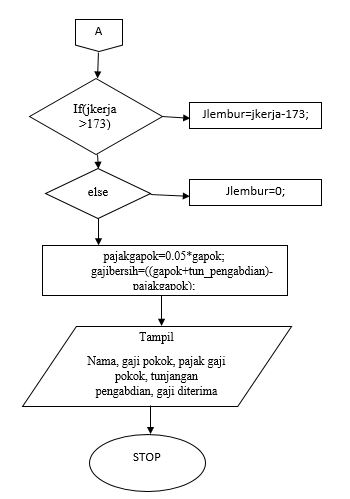 A
If(jkerja
>173)
Jlembur=jkerja-173;
else
Jlembur=0;
pajakgapok=0.05*gapok;
gajibersih=((gapok+tun_pengabdian)-
pajakgapok);
Tampil
Nama, gaji pokok, pajak gaji
pokok, tunjangan
pengabdian, gaji diterima
STOP